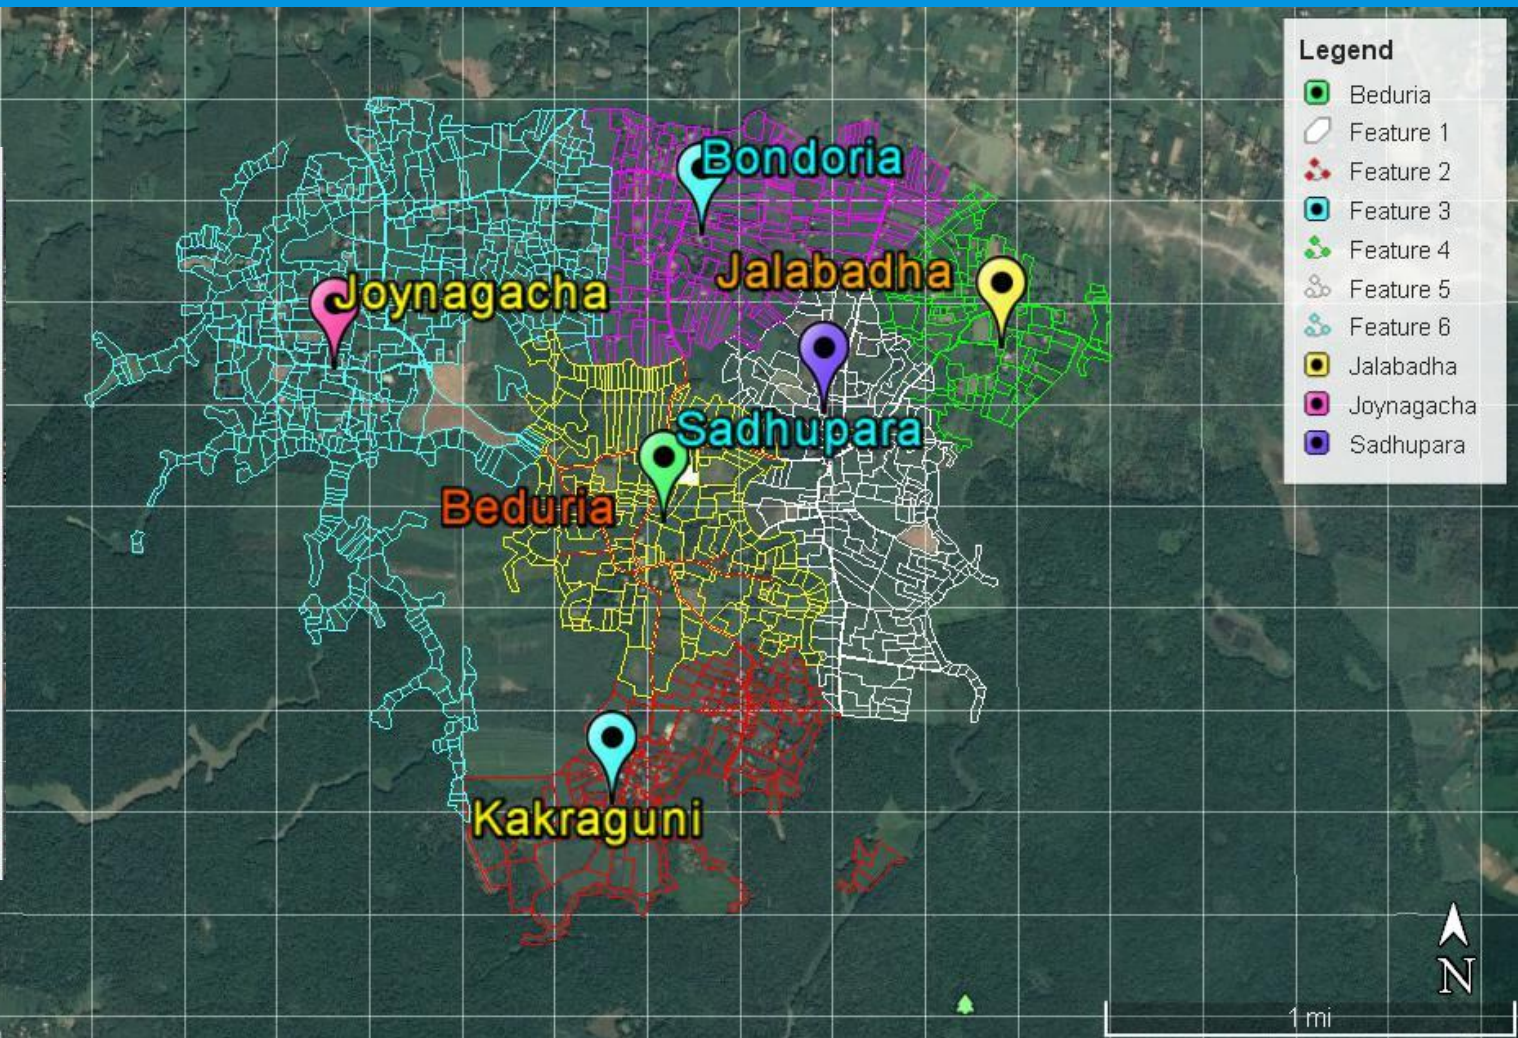 Bondoria
Jalabadha
Joynagacha
Sadhupara
Beduria
Kakraguni
Legend
Beduria
Feature 1
Feature 2
Feature 3
Feature 4
Feature 5
Feature 6
Jalabadha
Joynagacha
Sadhupara
N
1 mi